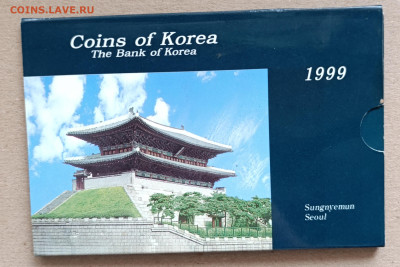 COINS.LAVE.RU
Coins of Korea
The Bank of Korea
1999
Sungnyemun
Seoul